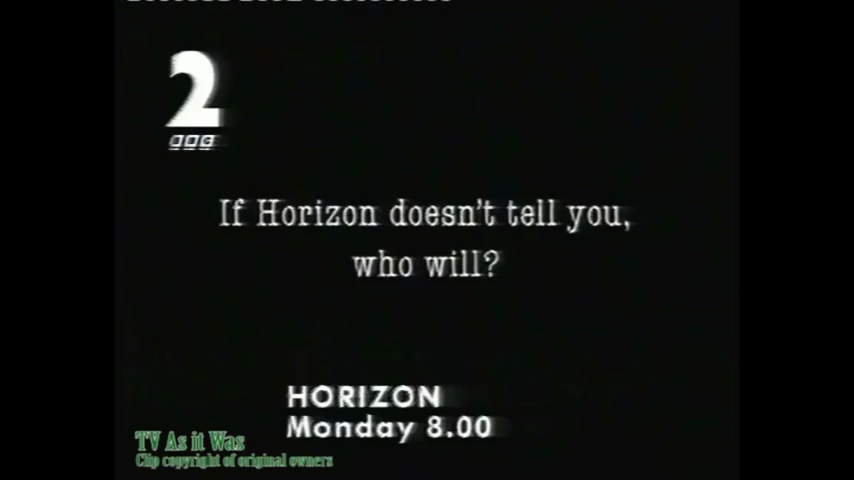 2
BBC
If Horizon doesn't tell you,
who will?
HORIZON
Monday 8.00
TV As it Was
Clip copyright of original owners